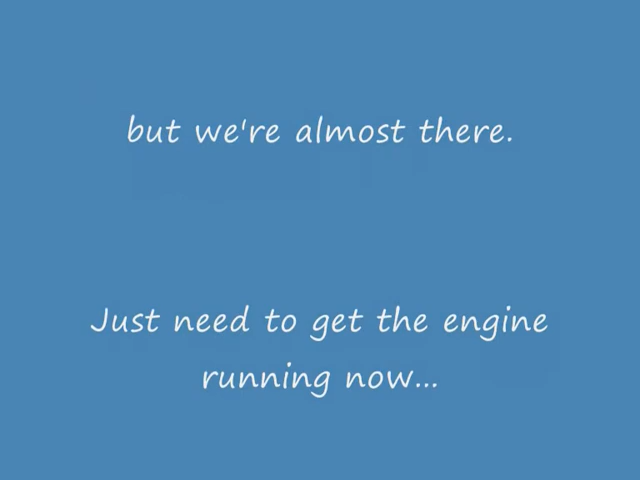 but we're almost there.
Just need to get the engine
running now...